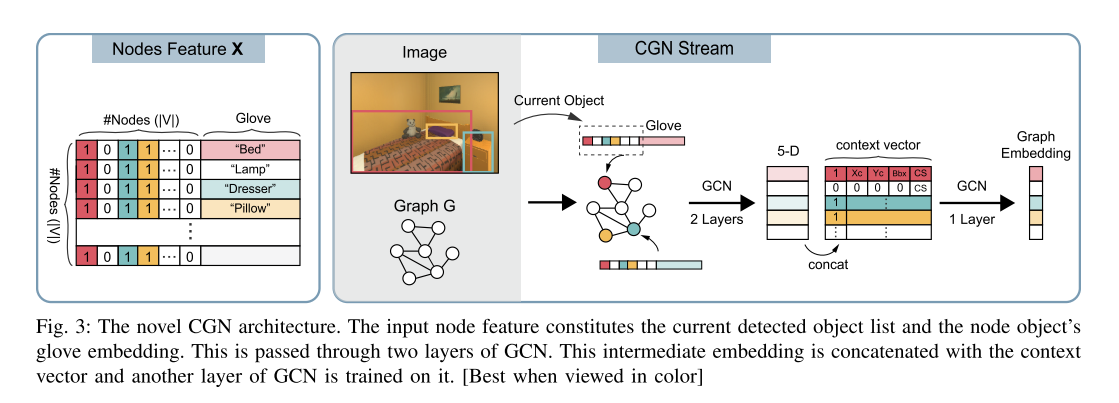 Nodes Feature X
#Nodes (|V|)
Glove
#Nodes (|V|)
1 0 1 1 ··· 0 "Bed"
1 0 1 1 ··· 0 "Lamp"
1 0 1 1 ··· 0 "Dresser"
1 0 1 1 ··· 0 "Pillow"
⋮
1 0 1 1 ··· 0
CGN Stream
Image
Graph G
Current Object
Glove
GCN
2 Layers
5-D
concat
context vector
1 Xc Yc Bbx CS
0 0 0 0 CS
1 ⋮
1
⋮ ⋮
GCN
1 Layer
Graph
Embedding
Fig. 3: The novel CGN architecture. The input node feature constitutes the current detected object list and the node object's
glove embedding. This is passed through two layers of GCN. This intermediate embedding is concatenated with the context
vector and another layer of GCN is trained on it. [Best when viewed in color]